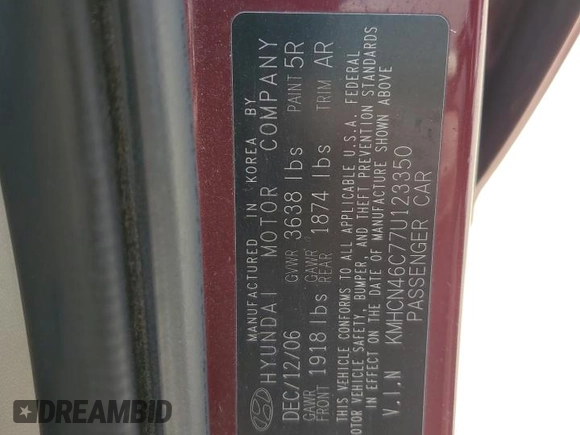 MANUFACTURED IN KOREA BY
HYUNDAI MOTOR COMPANY
DEC/12/06 GVWR 3638 lbs PAINT 5R
GAWR FRONT 1918 lbs GAWR REAR 1874 lbs TRIM AR
THIS VEHICLE CONFORMS TO ALL APPLICABLE U.S.A. FEDERAL
MOTOR VEHICLE SAFETY, BUMPER, AND THEFT PREVENTION STANDARDS
IN EFFECT ON THE DATE OF MANUFACTURE SHOWN ABOVE
V.I.N KMHCN46C77U123350
PASSENGER CAR
DREAMBID